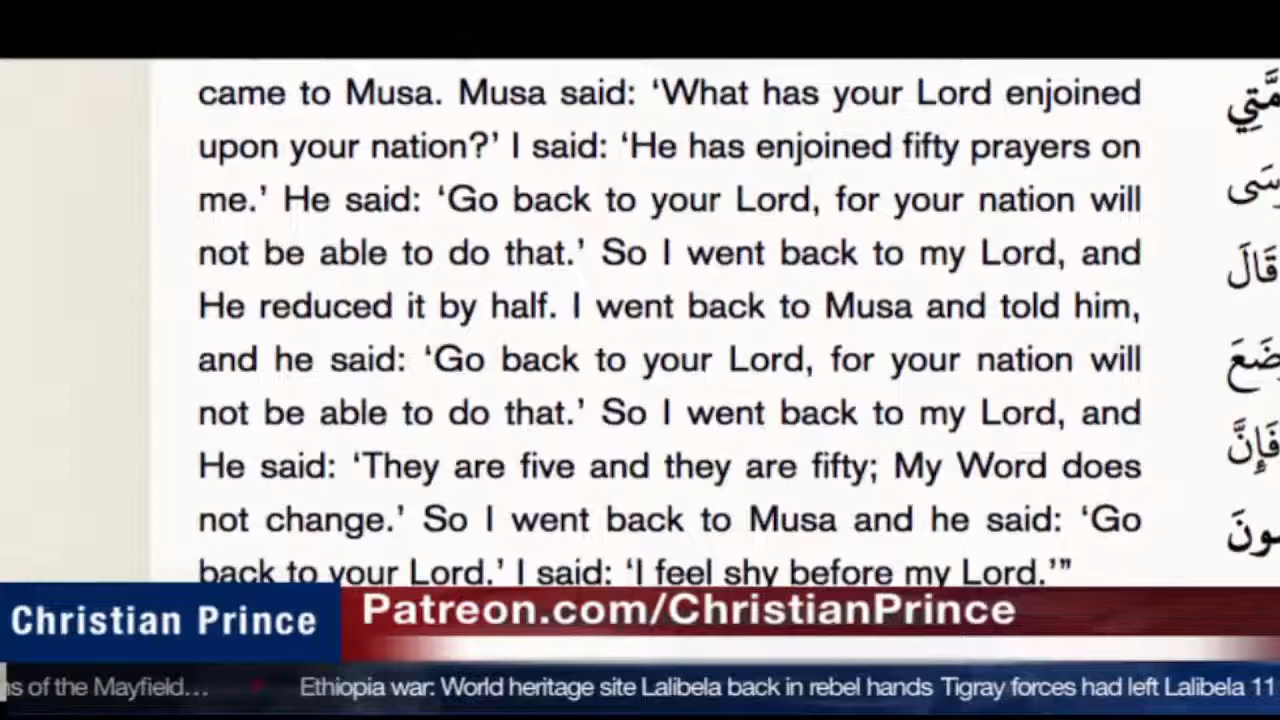 came to Musa. Musa said: ‘What has your Lord enjoined
upon your nation?’ I said: ‘He has enjoined fifty prayers on
me.’ He said: ‘Go back to your Lord, for your nation will
not be able to do that.’ So I went back to my Lord, and
He reduced it by half. I went back to Musa and told him,
and he said: ‘Go back to your Lord, for your nation will
not be able to do that.’ So I went back to my Lord, and
He said: ‘They are five and they are fifty; My Word does
not change.’ So I went back to Musa and he said: ‘Go
back to your Lord.’ I said: ‘I feel shy before my Lord.’”
قَالَ
Christian Prince
Patreon.com/ChristianPrince
of the Mayfield... Ethiopia war: World heritage site Lalibela back in rebel hands Tigray forces had left Lalibela 11